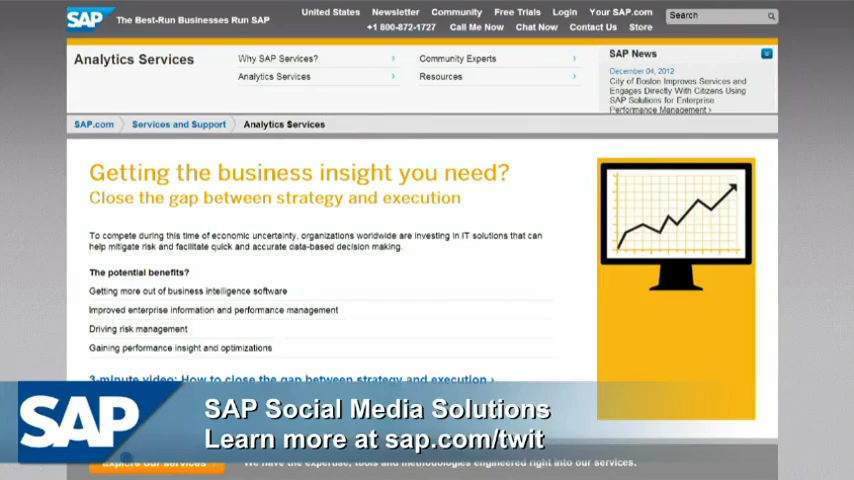 SAP The Best-Run Businesses Run SAP
United States Newsletter Community Free Trials Login Your SAP.com
+1 800-872-1727 Call Me Now Chat Now Contact Us Store
Search
Analytics Services
Why SAP Services?
Analytics Services
Community Experts
Resources
SAP News
December 04, 2012
City of Boston Improves Services and
Engages Directly With Citizens Using
SAP Solutions for Enterprise
Performance Management ›
SAP.com Services and Support Analytics Services
Getting the business insight you need?
Close the gap between strategy and execution
To compete during this time of economic uncertainty, organizations worldwide are investing in IT solutions that can
help mitigate risk and facilitate quick and accurate data-based decision making.
The potential benefits?
Getting more out of business intelligence software
Improved enterprise information and performance management
Driving risk management
Gaining performance insight and optimizations
3-minute video: How to close the gap between strategy and execution ›
SAP
SAP Social Media Solutions
Learn more at sap.com/twit
Explore our services
We have the expertise, tools and methodologies engineered right into our services.